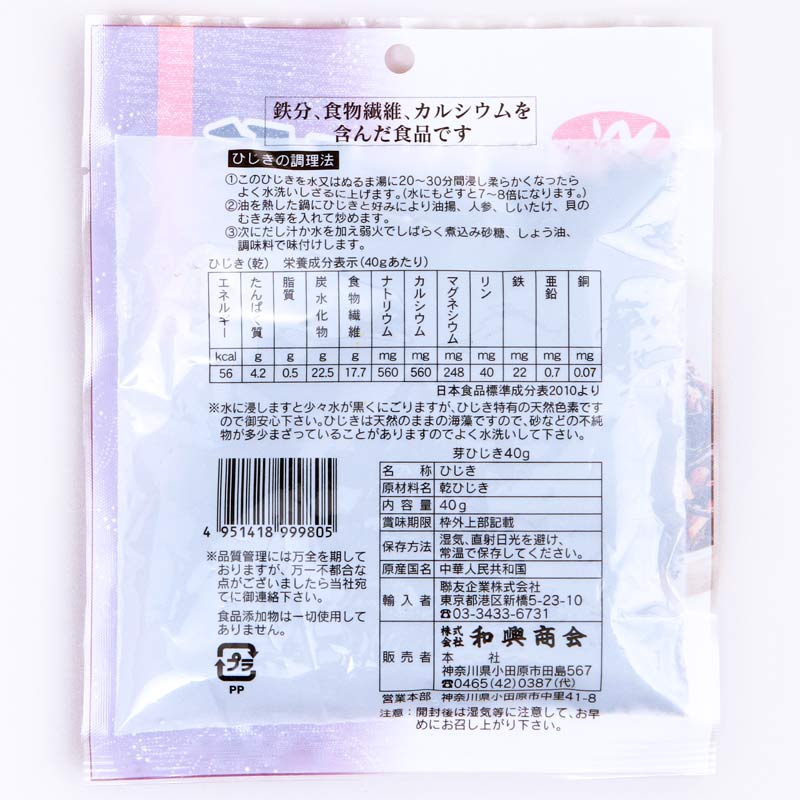 鉄分、食物繊維、カルシウムを
含んだ食品です
ひじきの調理法
①このひじきを水又はぬるま湯に20〜30分間浸し柔らかくなったら
よく水洗いしざるに上げます。(水にもどすと7〜8倍になります。)
②油を熱した鍋にひじきと好みにより油揚、人参、しいたけ、貝の
むきみ等を入れて炒めます。
③次にだし汁か水を加え弱火でしばらく煮込み砂糖、しょう油、
調味料で味付けします。
ひじき(乾) 栄養成分表示(40gあたり)
エネルギー たんぱく質 脂質 炭水化物 食物繊維 ナトリウム カルシウム マグネシウム リン 鉄 亜鉛 銅
kcal g g g g mg mg mg mg mg mg mg
56 4.2 0.5 22.5 17.7 560 560 248 40 22 0.7 0.07
日本食品標準成分表2010より
※水に浸しますと少々水が黒くにごりますが、ひじき特有の天然色素です
ので御安心下さい。ひじきは天然のままの海藻ですので、砂などの不純
物が多少まざっていることがありますのでよく水洗いして下さい。
芽ひじき40g
名称 ひじき
原材料名 乾ひじき
内容量 40g
賞味期限 枠外上部記載
保存方法 湿気、直射日光を避け、
常温で保存してください。
原産国名 中華人民共和国
輸入者 聯友企業株式会社
東京都港区新橋5-23-10
☎03-3433-6731
販売者 株式会社 和興商会
本社
神奈川県小田原市田島567
☎0465(42)0387(代)
営業本部 神奈川県小田原市中里41-8
注意:開封後は湿気等に注意して、お早
めにお召し上がり下さい。
4 951418 999805
※品質管理には万全を期して
おりますが、万一不都合な
点がございましたら当社宛
てに御連絡下さい。
食品添加物は一切使用して
ありません。
プラ
PP